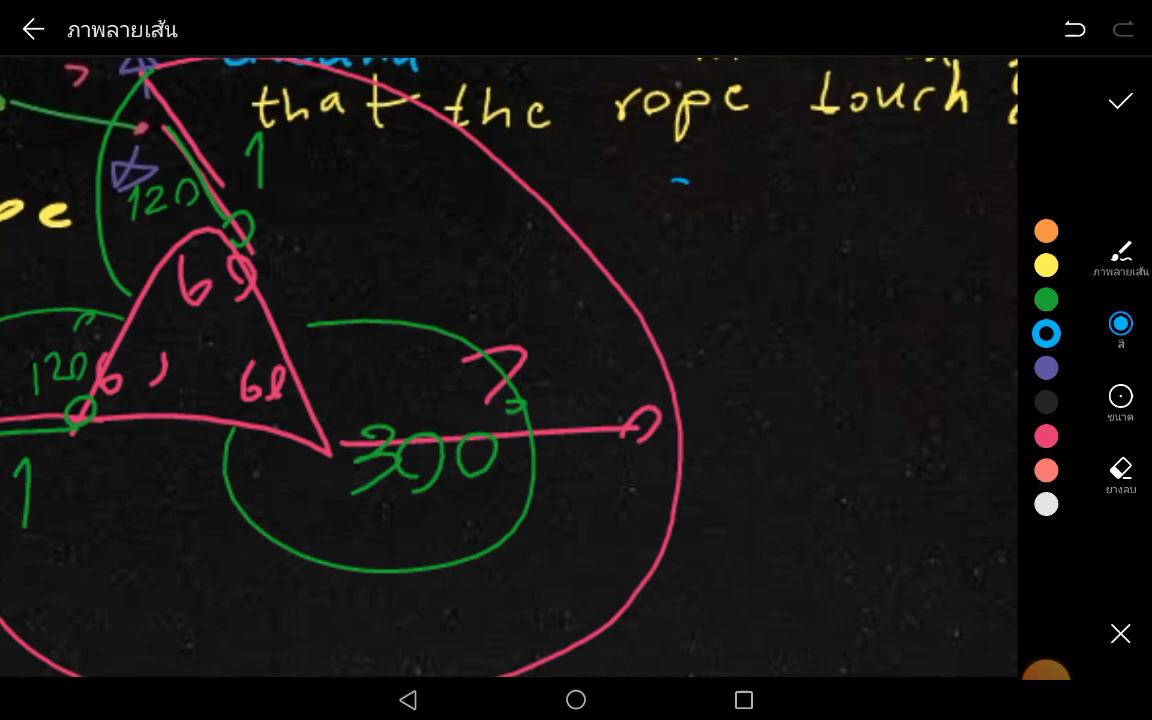 ภาพลายเส้น
that the rope touch
1
120
60
ภาพลายเส้น
สี
120
60
300
ขนาด
1
ยางลบ